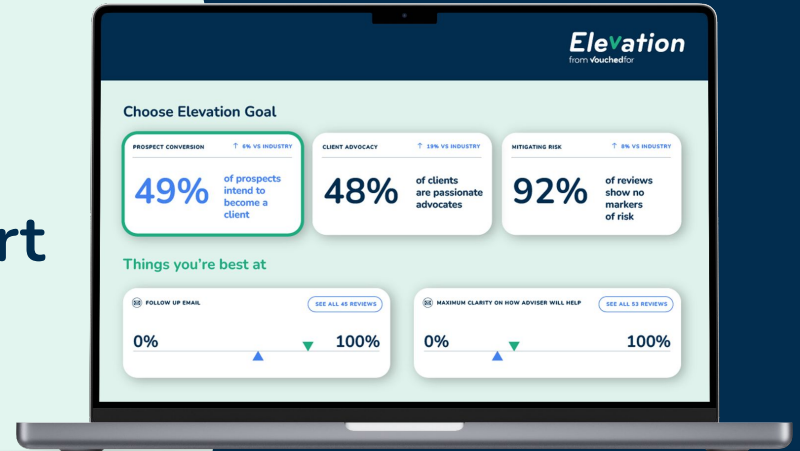 Elevation
from Vouchedfor
Choose Elevation Goal
PROSPECT CONVERSION
↑ 6% VS INDUSTRY
49%
of prospects
intend to
become a
client
CLIENT ADVOCACY
↑ 19% VS INDUSTRY
48%
of clients
are passionate
advocates
MITIGATING RISK
↑ 6% VS INDUSTRY
92%
of reviews
show no
markers
of risk
rt
Things you're best at
FOLLOW UP EMAIL
SEE ALL 45 REVIEWS
0%
100%
MAXIMUM CLARITY ON HOW ADVISER WILL HELP
SEE ALL 53 REVIEWS
0%
100%